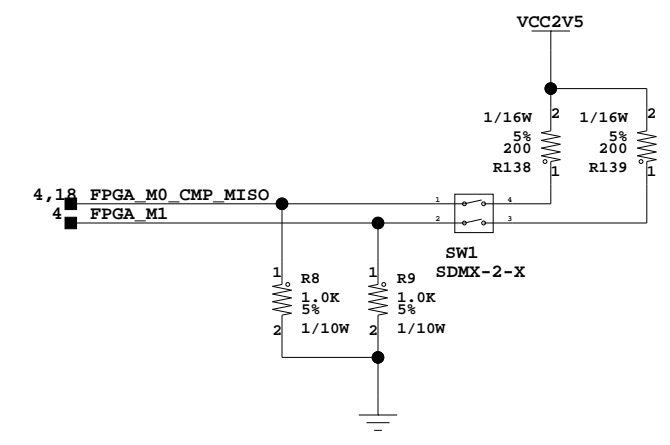 VCC2V5
1/16W 2
5%
200
R138 1
1/16W 2
5%
200
R139 1
4,18 FPGA_M0_CMP_MISO
4 FPGA_M1
1 4
2 3
SW1
SDMX-2-X
1 R8
1.0K
5%
2 1/10W
1 R9
1.0K
5%
2 1/10W